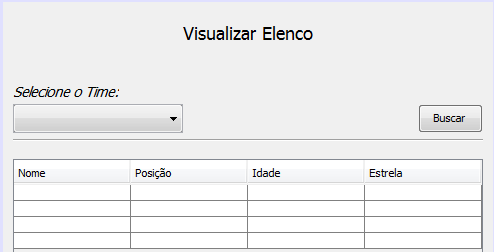 Visualizar Elenco
Selecione o Time:
Buscar
Nome Posição Idade Estrela